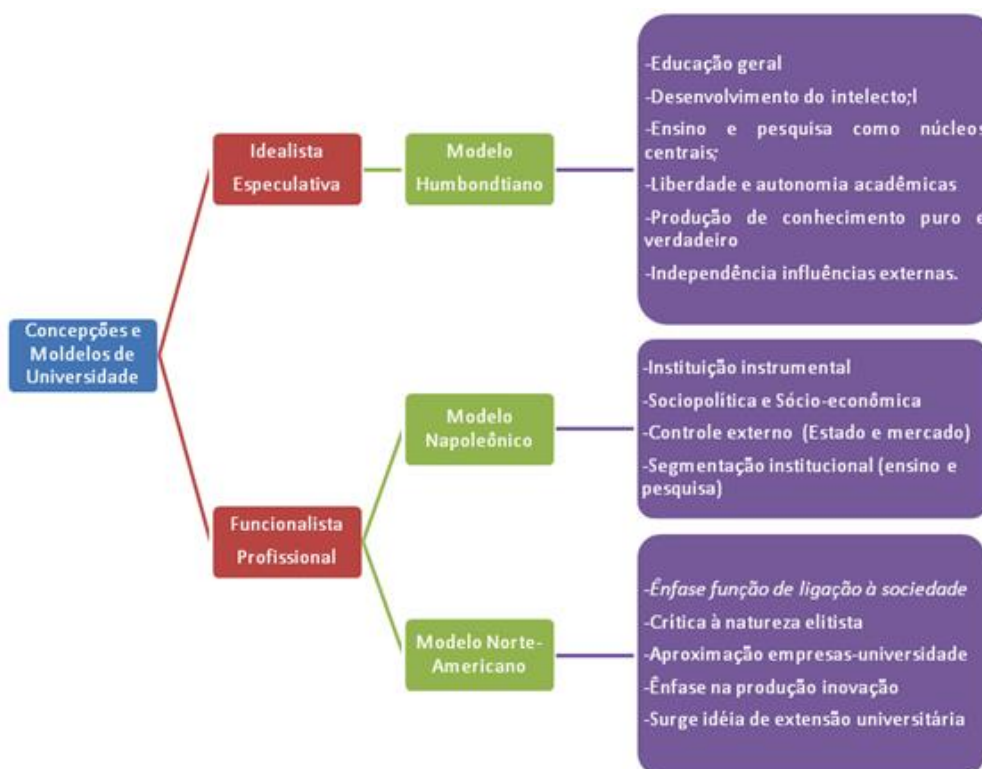 Concepções e
Moldelos de
Universidade
Idealista
Especulativa
Modelo
Humbondtiano
-Educação geral
-Desenvolvimento do intelecto;l
-Ensino e pesquisa como núcleos
centrais;
-Liberdade e autonomia acadêmicas
-Produção de conhecimento puro e
verdadeiro
-Independência influências externas.
Funcionalista
Profissional
Modelo
Napoleônico
-Instituição instrumental
-Sociopolítica e Sócio-econômica
-Controle externo (Estado e mercado)
-Segmentação institucional (ensino e
pesquisa)
Modelo Norte-
Americano
-Ênfase função de ligação à sociedade
-Crítica à natureza elitista
-Aproximação empresas-universidade
-Ênfase na produção inovação
-Surge idéia de extensão universitária